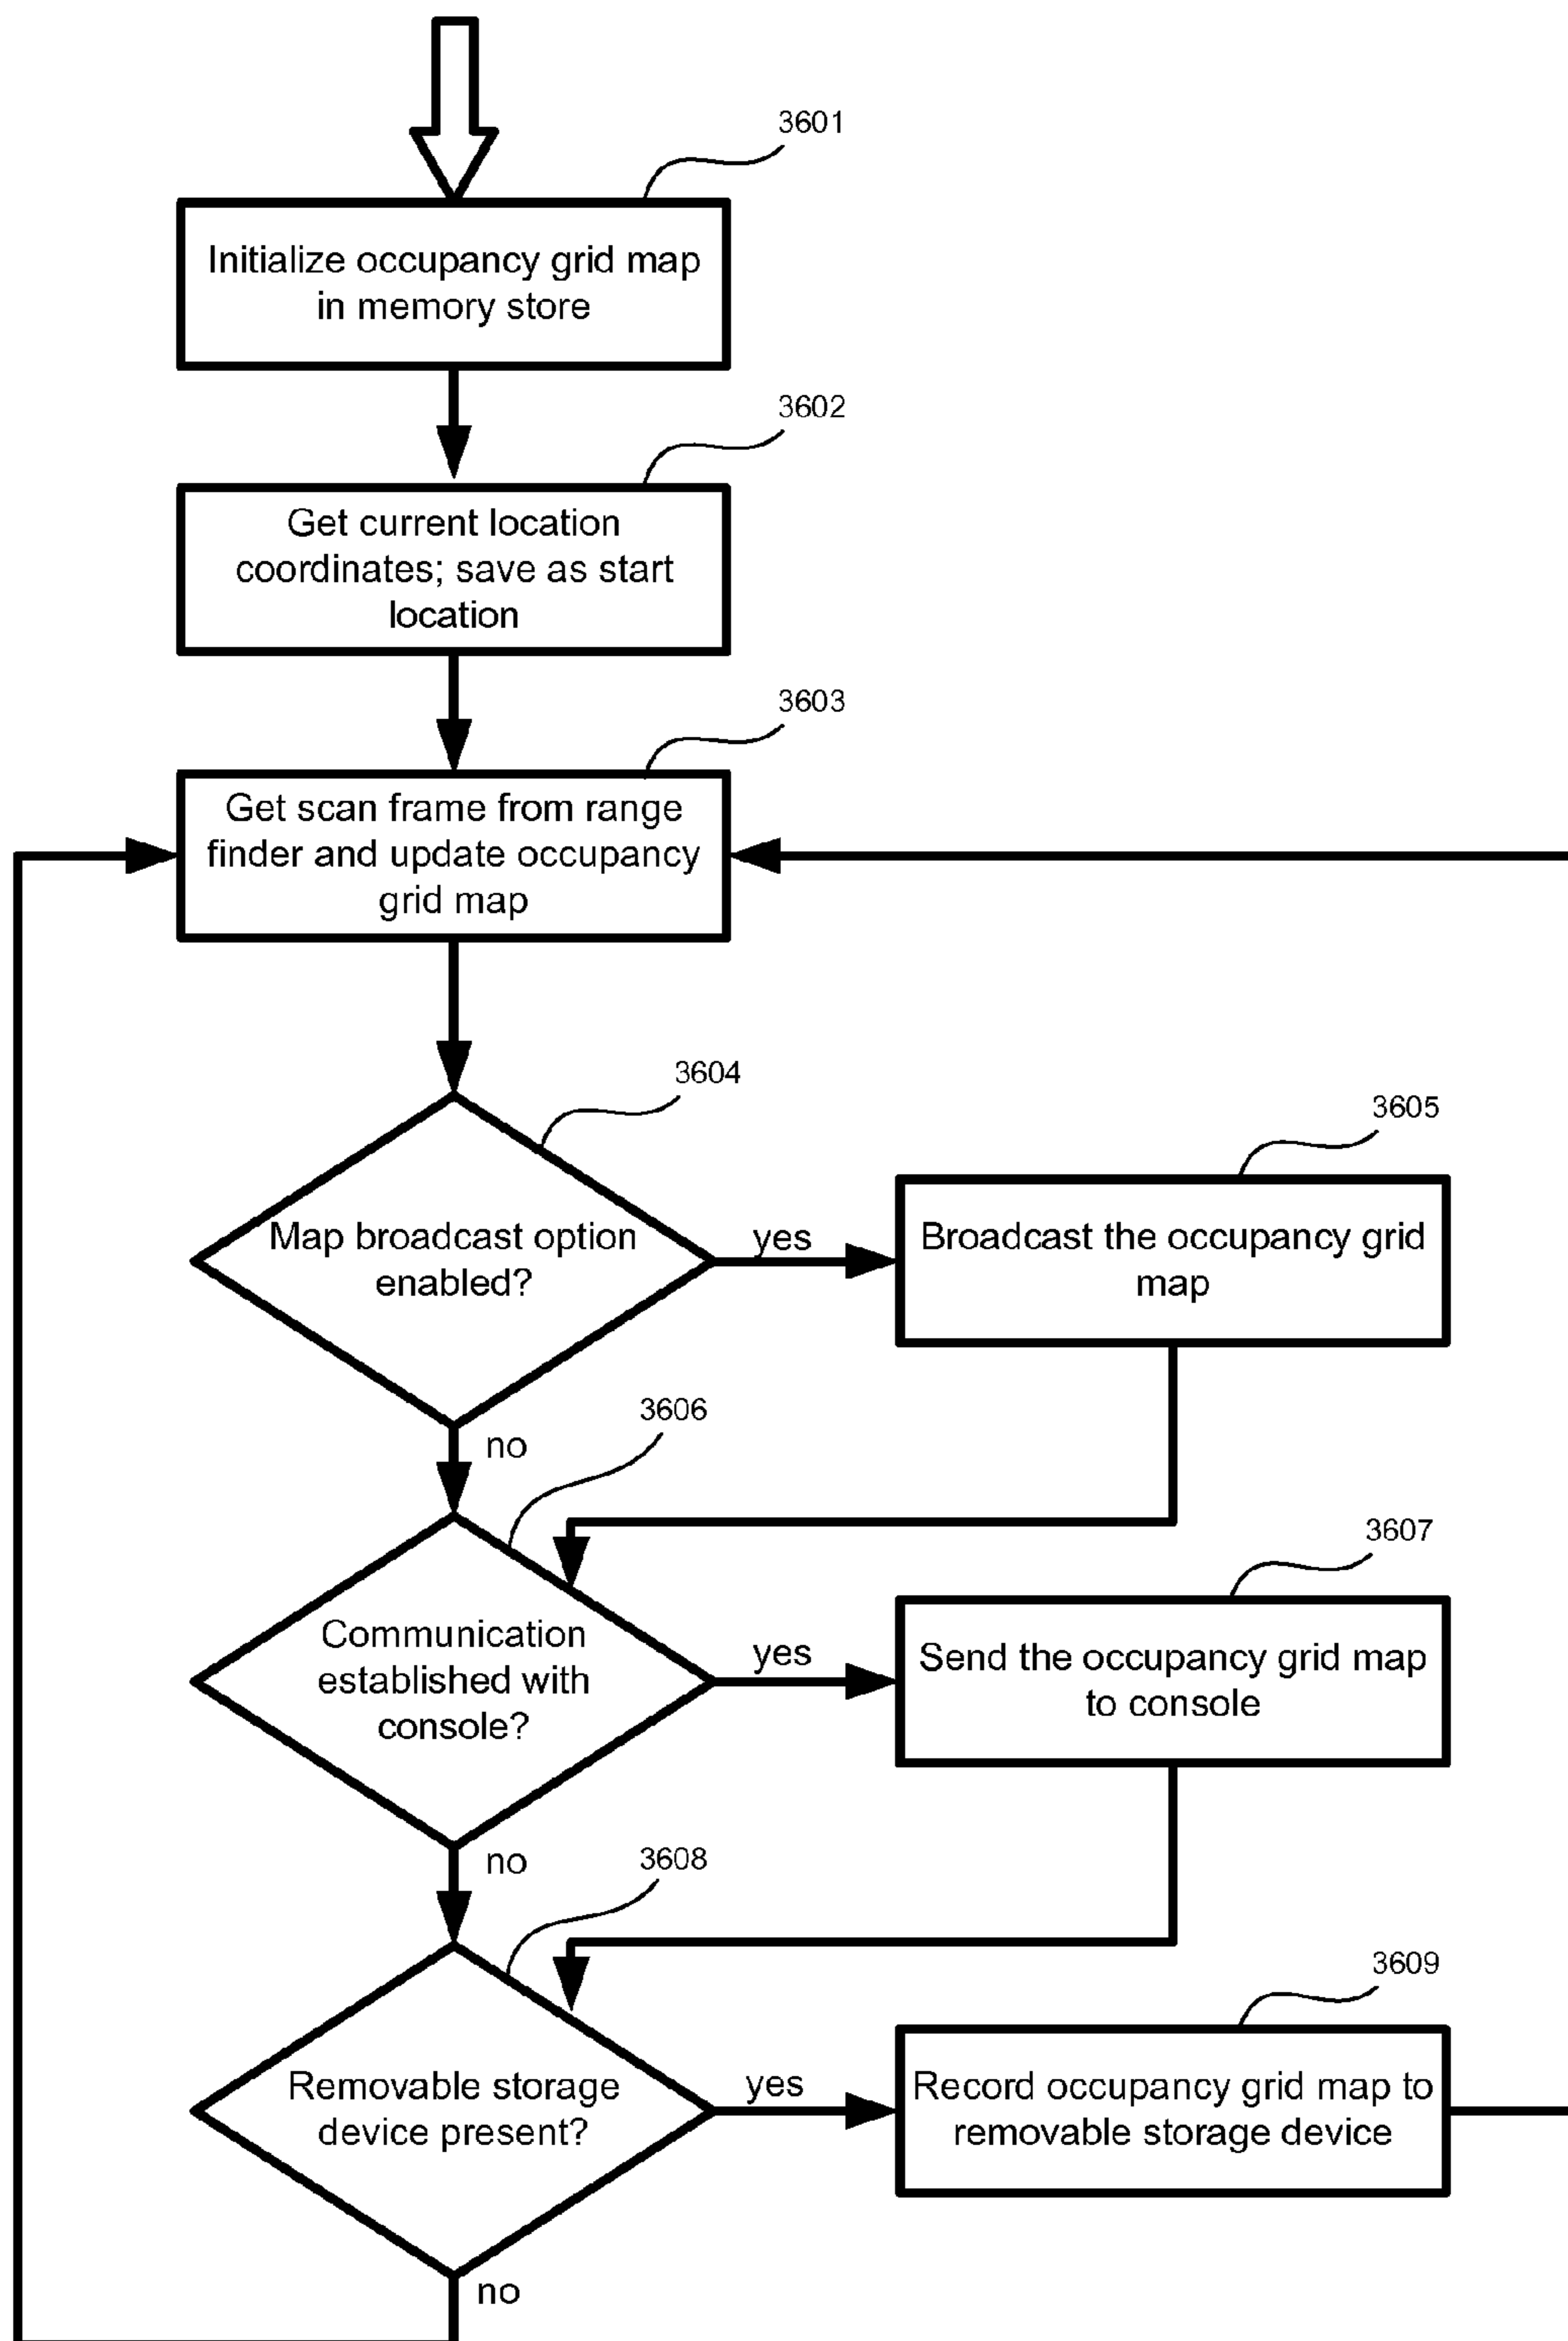 3601
Initialize occupancy grid map
in memory store
3602
Get current location
coordinates; save as start
location
3603
Get scan frame from range
finder and update occupancy
grid map
3604
Map broadcast option
enabled?
yes
no
3605
Broadcast the occupancy grid
map
3606
Communication
established with
console?
yes
no
3607
Send the occupancy grid map
to console
3608
Removable storage
device present?
yes
no
3609
Record occupancy grid map to
removable storage device